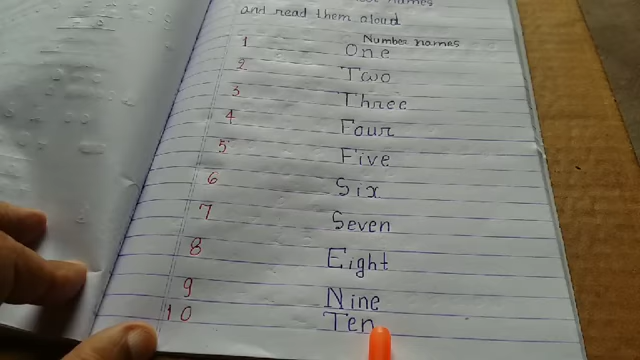 names
and read them aloud
Number names
1 One
2 Two
3 Three
4 Four
5 Five
6 Six
7 Seven
8 Eight
9 Nine
10 Ten